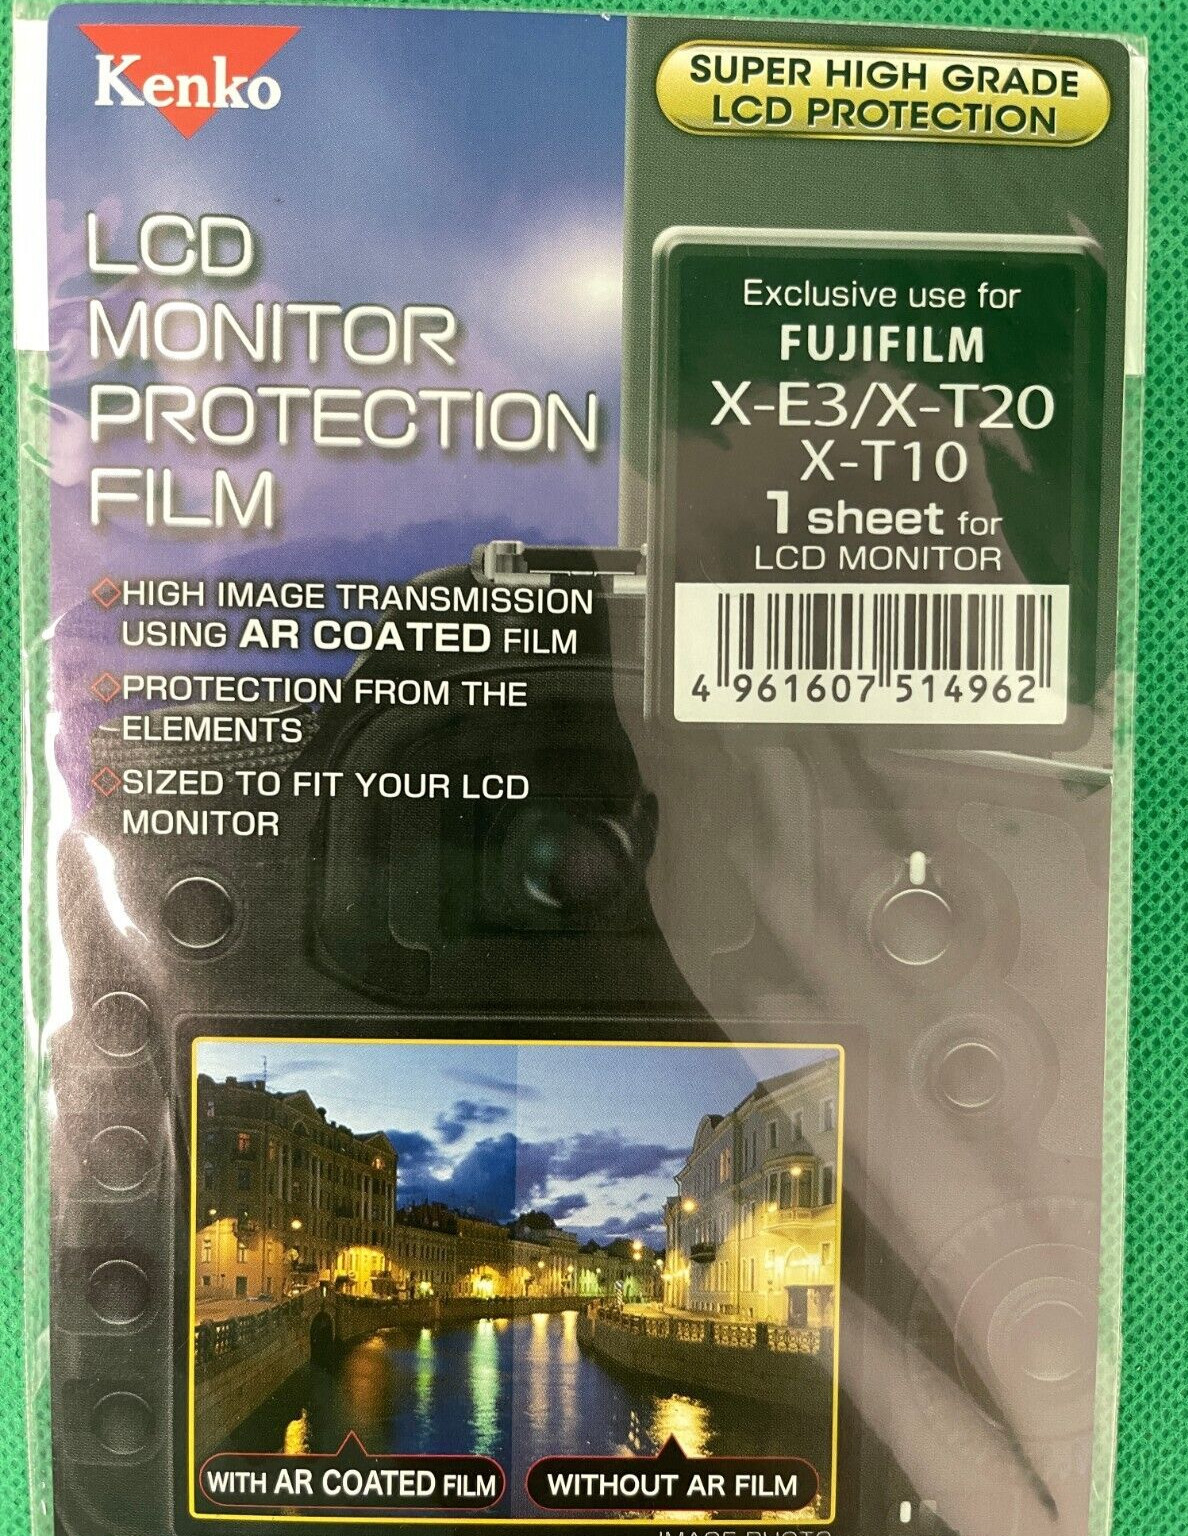 Kenko
SUPER HIGH GRADE
LCD PROTECTION
LCD
MONITOR
PROTECTION
FILM
Exclusive use for
FUJIFILM
X-E3/X-T20
X-T10
1 sheet for
LCD MONITOR
4 961607 514962
HIGH IMAGE TRANSMISSION
USING AR COATED FILM
PROTECTION FROM THE
ELEMENTS
SIZED TO FIT YOUR LCD
MONITOR
WITH AR COATED FILM
WITHOUT AR FILM
IMAGE PHOTO